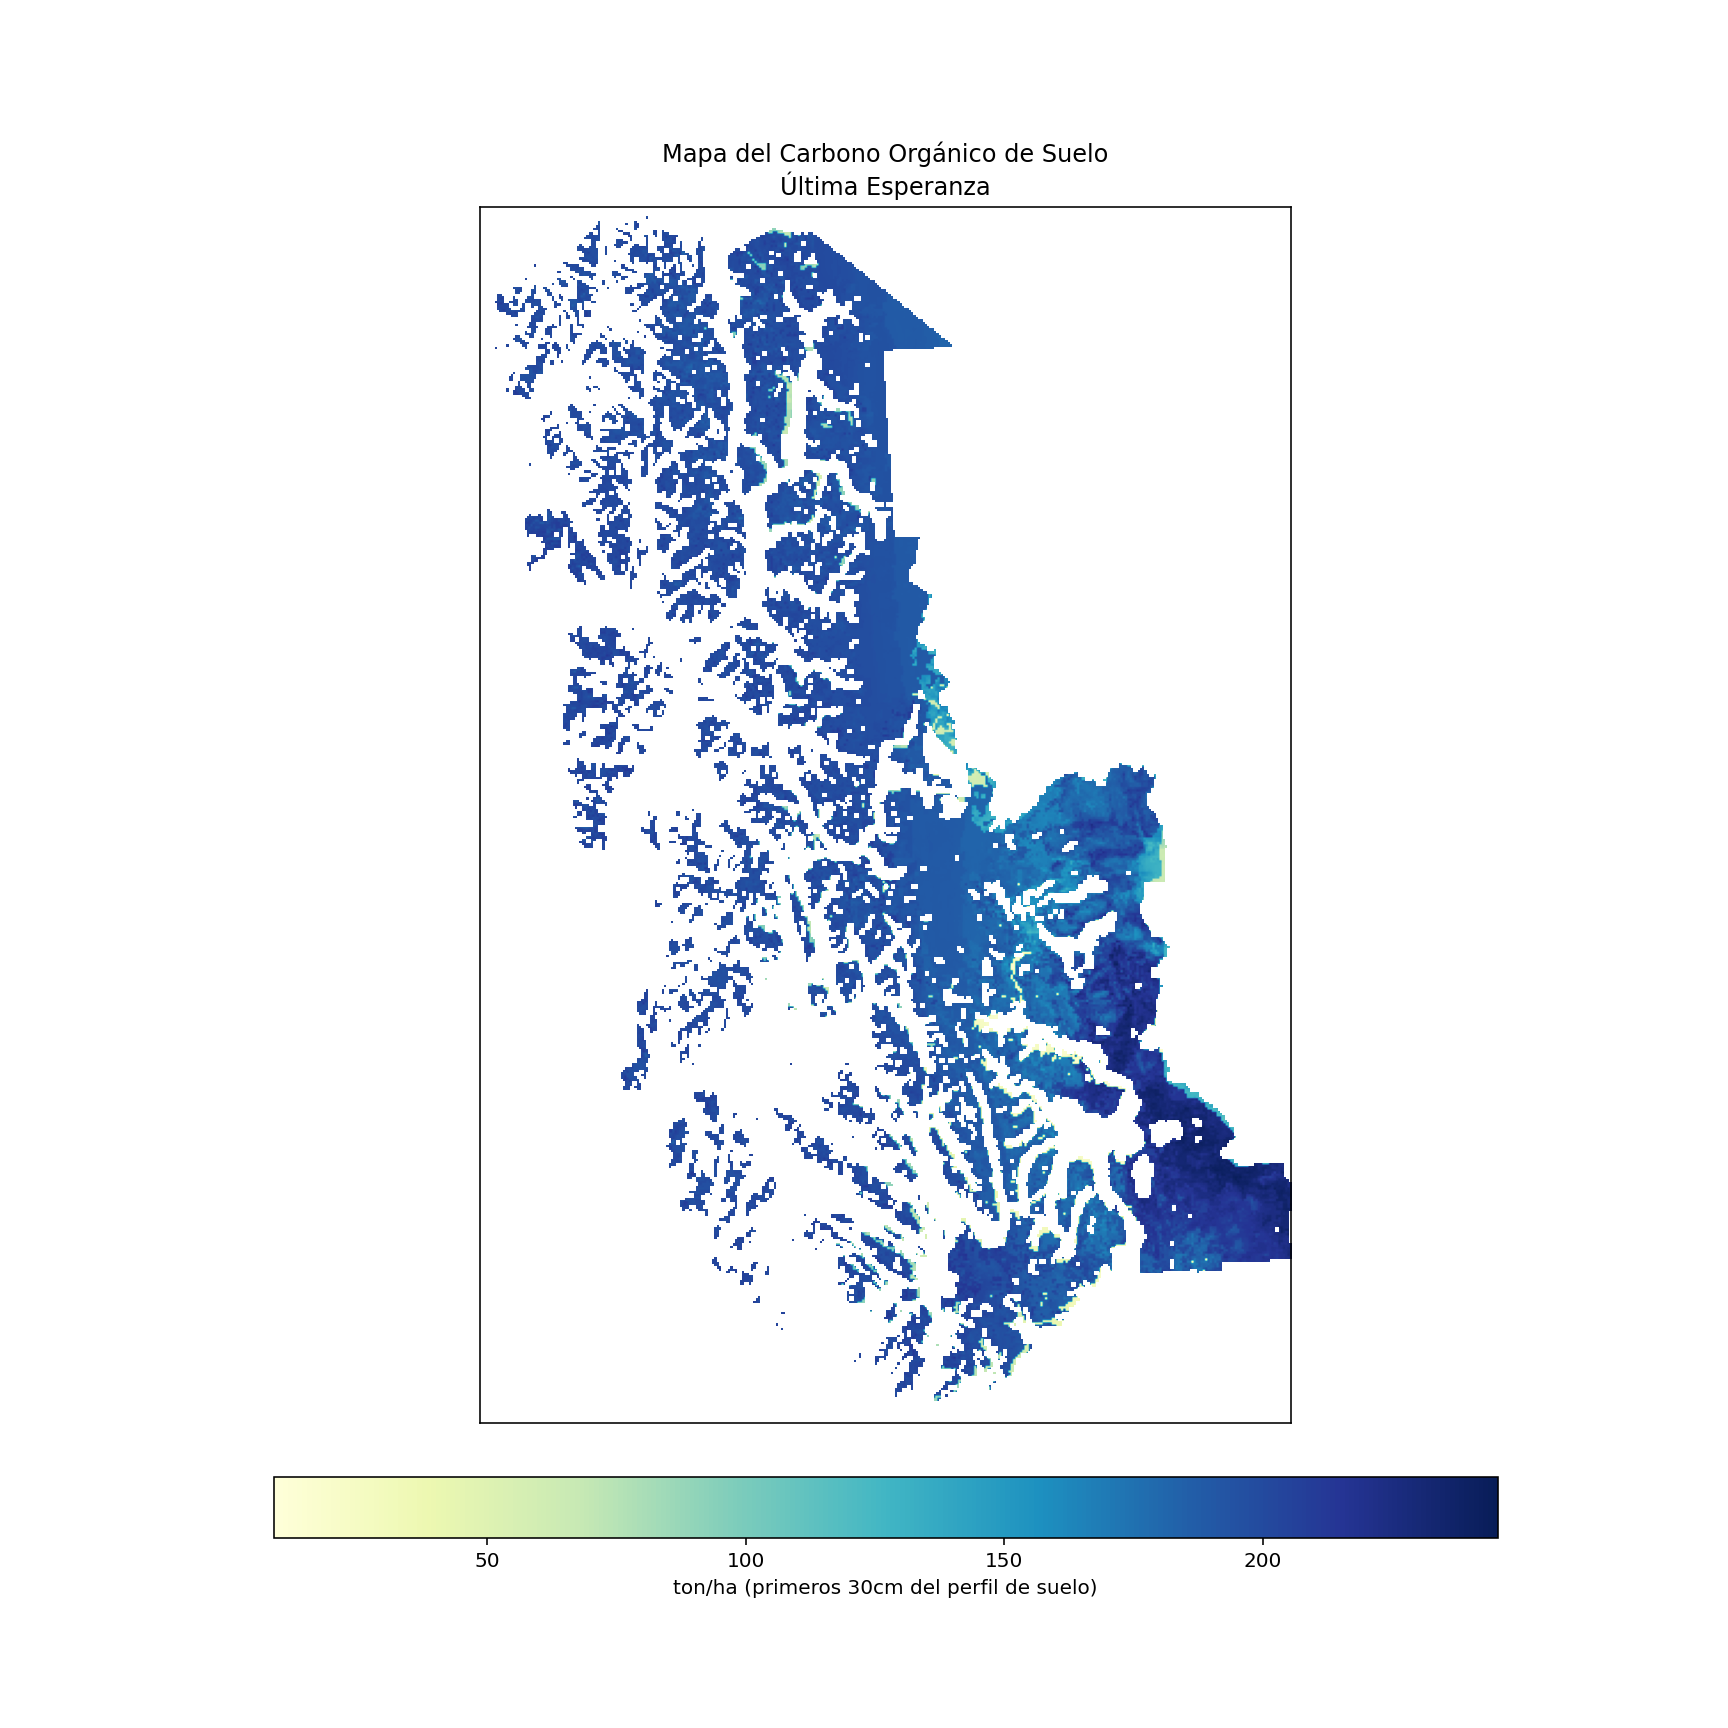 Mapa del Carbono Orgánico de Suelo
Última Esperanza
50 100 150 200
ton/ha (primeros 30cm del perfil de suelo)